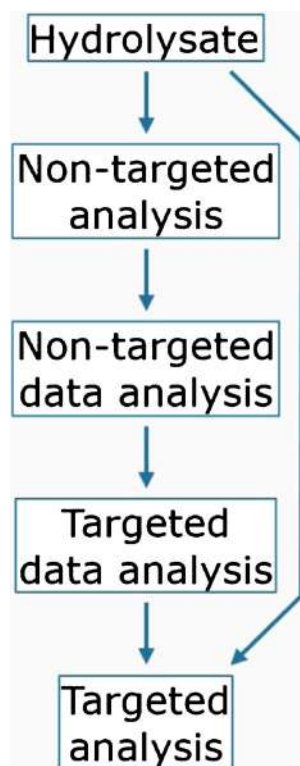 Hydrolysate
Non-targeted
analysis
Non-targeted
data analysis
Targeted
data analysis
Targeted
analysis